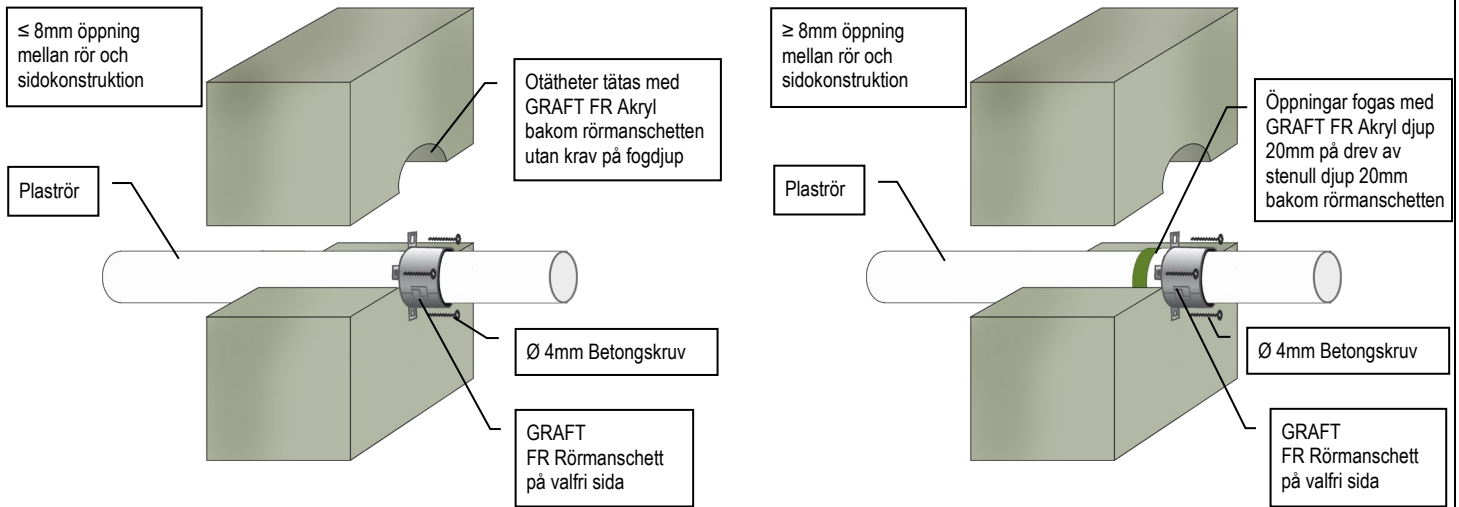 ≤ 8mm öppning
mellan rör och
sidokonstruktion
Otätheter tätas med
GRAFT FR Akryl
bakom rörmanschetten
utan krav på fogdjup
Plaströr
Ø 4mm Betongskruv
GRAFT
FR Rörmanschett
på valfri sida
≥ 8mm öppning
mellan rör och
sidokonstruktion
Öppningar fogas med
GRAFT FR Akryl djup
20mm på drev av
stenull djup 20mm
bakom rörmanschetten
Plaströr
Ø 4mm Betongskruv
GRAFT
FR Rörmanschett
på valfri sida